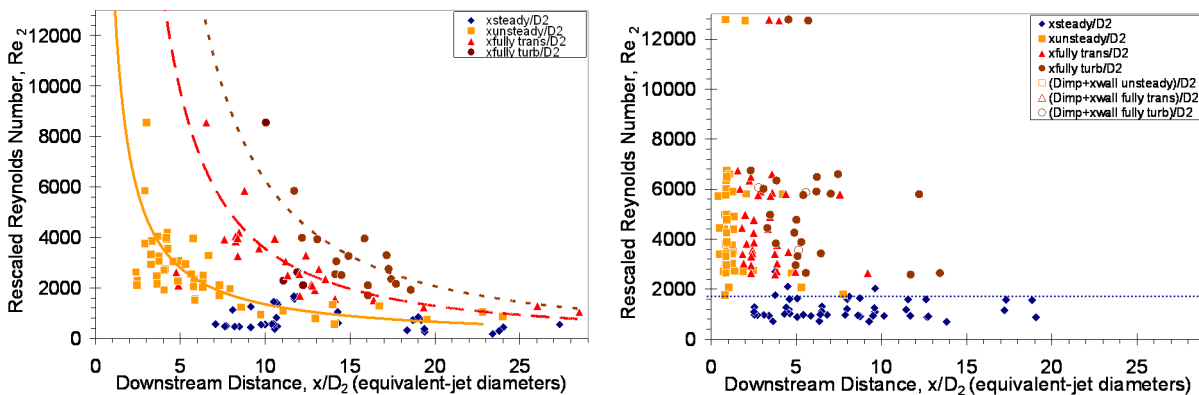 Rescaled Reynolds Number, Re2
12000
10000
8000
6000
4000
2000
0
0 5 10 15 20 25
Downstream Distance, x/D2 (equivalent-jet diameters)
xsteady/D2
xunsteady/D2
xfully trans/D2
xfully turb/D2
Rescaled Reynolds Number, Re2
12000
10000
8000
6000
4000
2000
0
0 5 10 15 20 25
Downstream Distance, x/D2 (equivalent-jet diameters)
xsteady/D2
xunsteady/D2
xfully trans/D2
xfully turb/D2
(Dimp+xwall unsteady)/D2
(Dimp+xwall fully trans)/D2
(Dimp+xwall fully turb)/D2